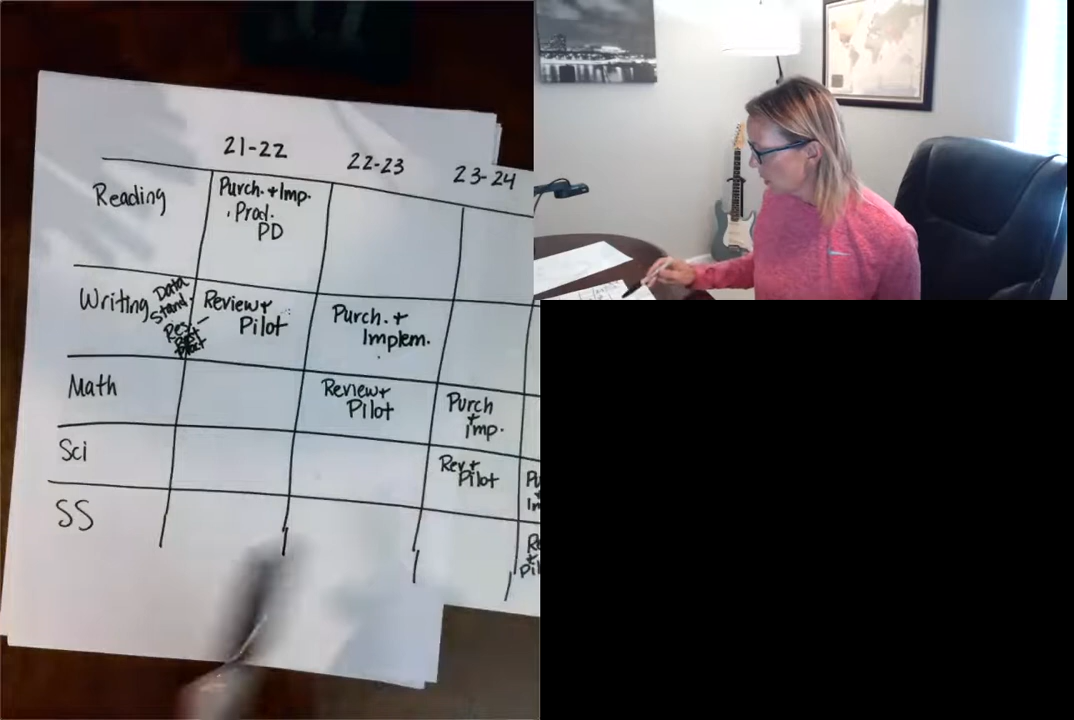 21-22
22-23
23-24
Reading
Purch. + Imp.
. Prod.
PD
Writing
Data
Stand.
Review +
Pilot
Purch. +
Implem.
Math
Review +
Pilot
Purch
+
imp.
Sci
Rev +
Pilot
SS